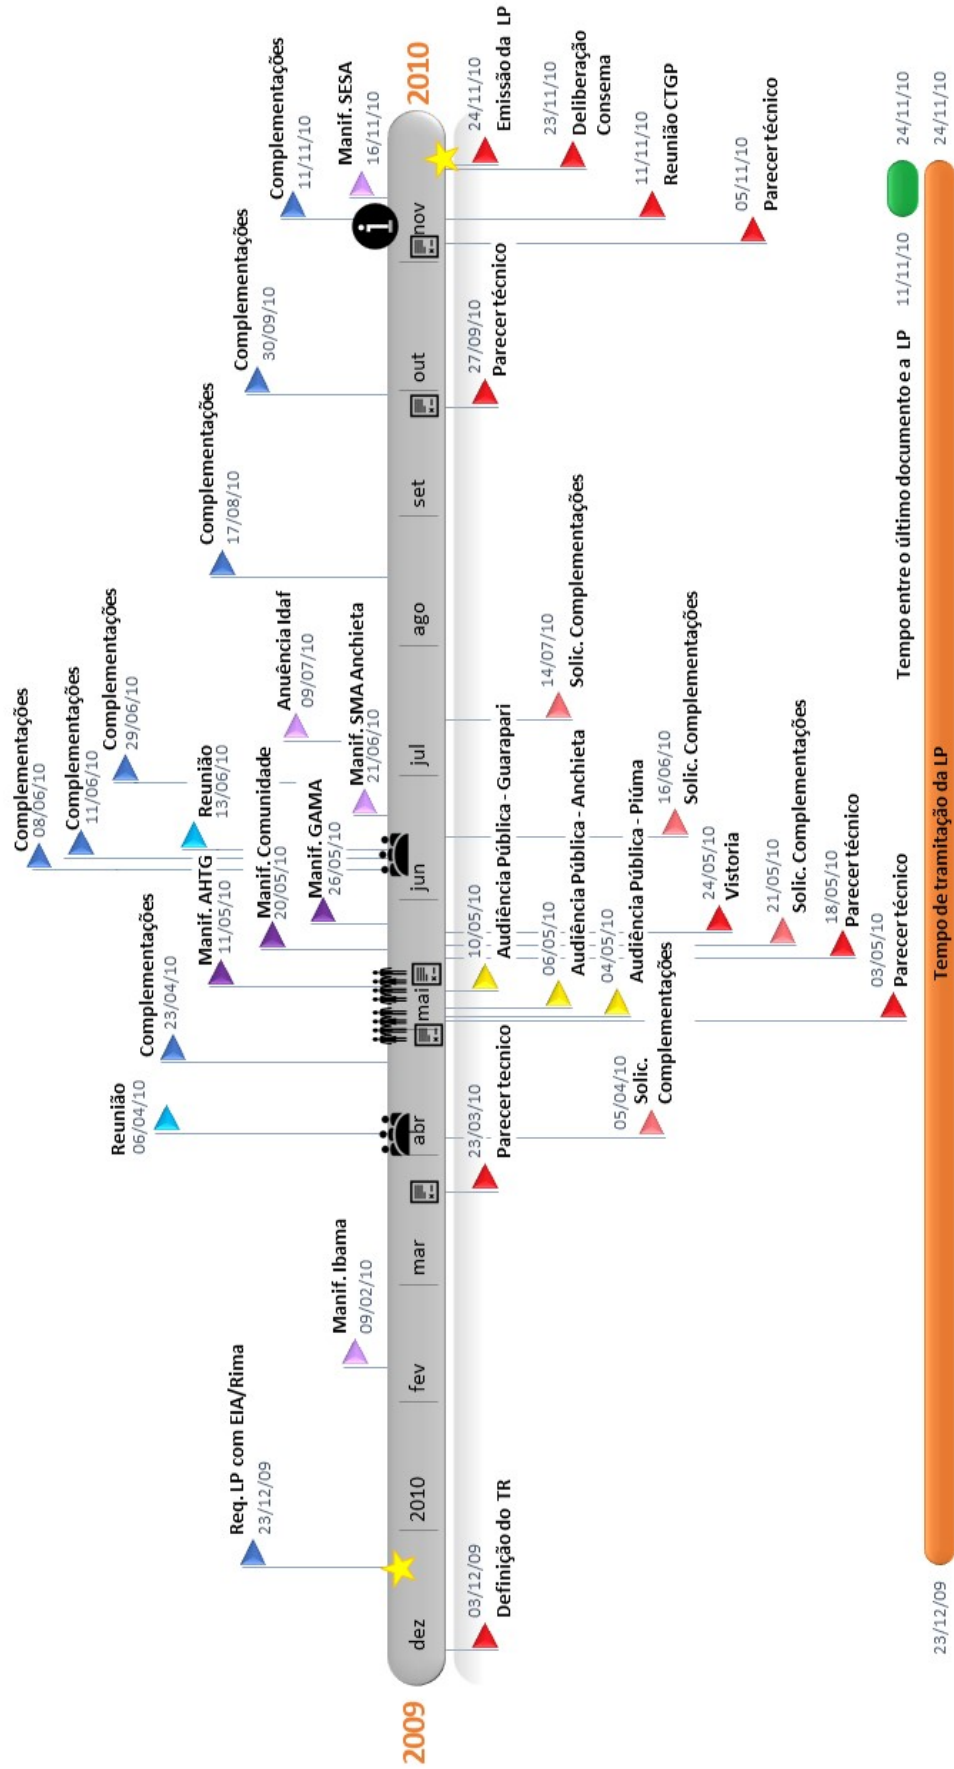 Complementações
08/06/10
Complementações
11/06/10
Complementações
29/06/10
Reunião
06/04/10
Complementações
23/04/10
Reunião
13/06/10
Complementações
17/08/10
Complementações
30/09/10
Complementações
11/11/10
Req. LP com EIA/Rima
23/12/09
Manif. AHTG
11/05/10
Manif. Comunidade
20/05/10
Manif. GAMA
26/05/10
Anuência Idaf
09/07/10
Manif. SMA Anchieta
21/06/10
Manif. Ibama
09/02/10
Manif. SESA
16/11/10
2009
dez
2010
fev
mar
abr
mai
jun
jul
ago
set
out
nov
2010
03/12/09
Definição do TR
23/03/10
Parecer tecnico
10/05/10
Audiência Pública - Guarapari
27/09/10
Parecer técnico
24/11/10
Emissão da LP
06/05/10
Audiência Pública - Anchieta
14/07/10
Solic. Complementações
23/11/10
Deliberação
Consema
04/05/10
Audiência Pública - Piúma
05/04/10
Solic.
Complementações
16/06/10
Solic. Complementações
11/11/10
Reunião CTGP
24/05/10
Vistoria
05/11/10
Parecer técnico
21/05/10
Solic. Complementações
18/05/10
Parecer técnico
03/05/10
Parecer técnico
Tempo entre o último documento e a LP
11/11/10
24/11/10
23/12/09
Tempo de tramitação da LP
24/11/10